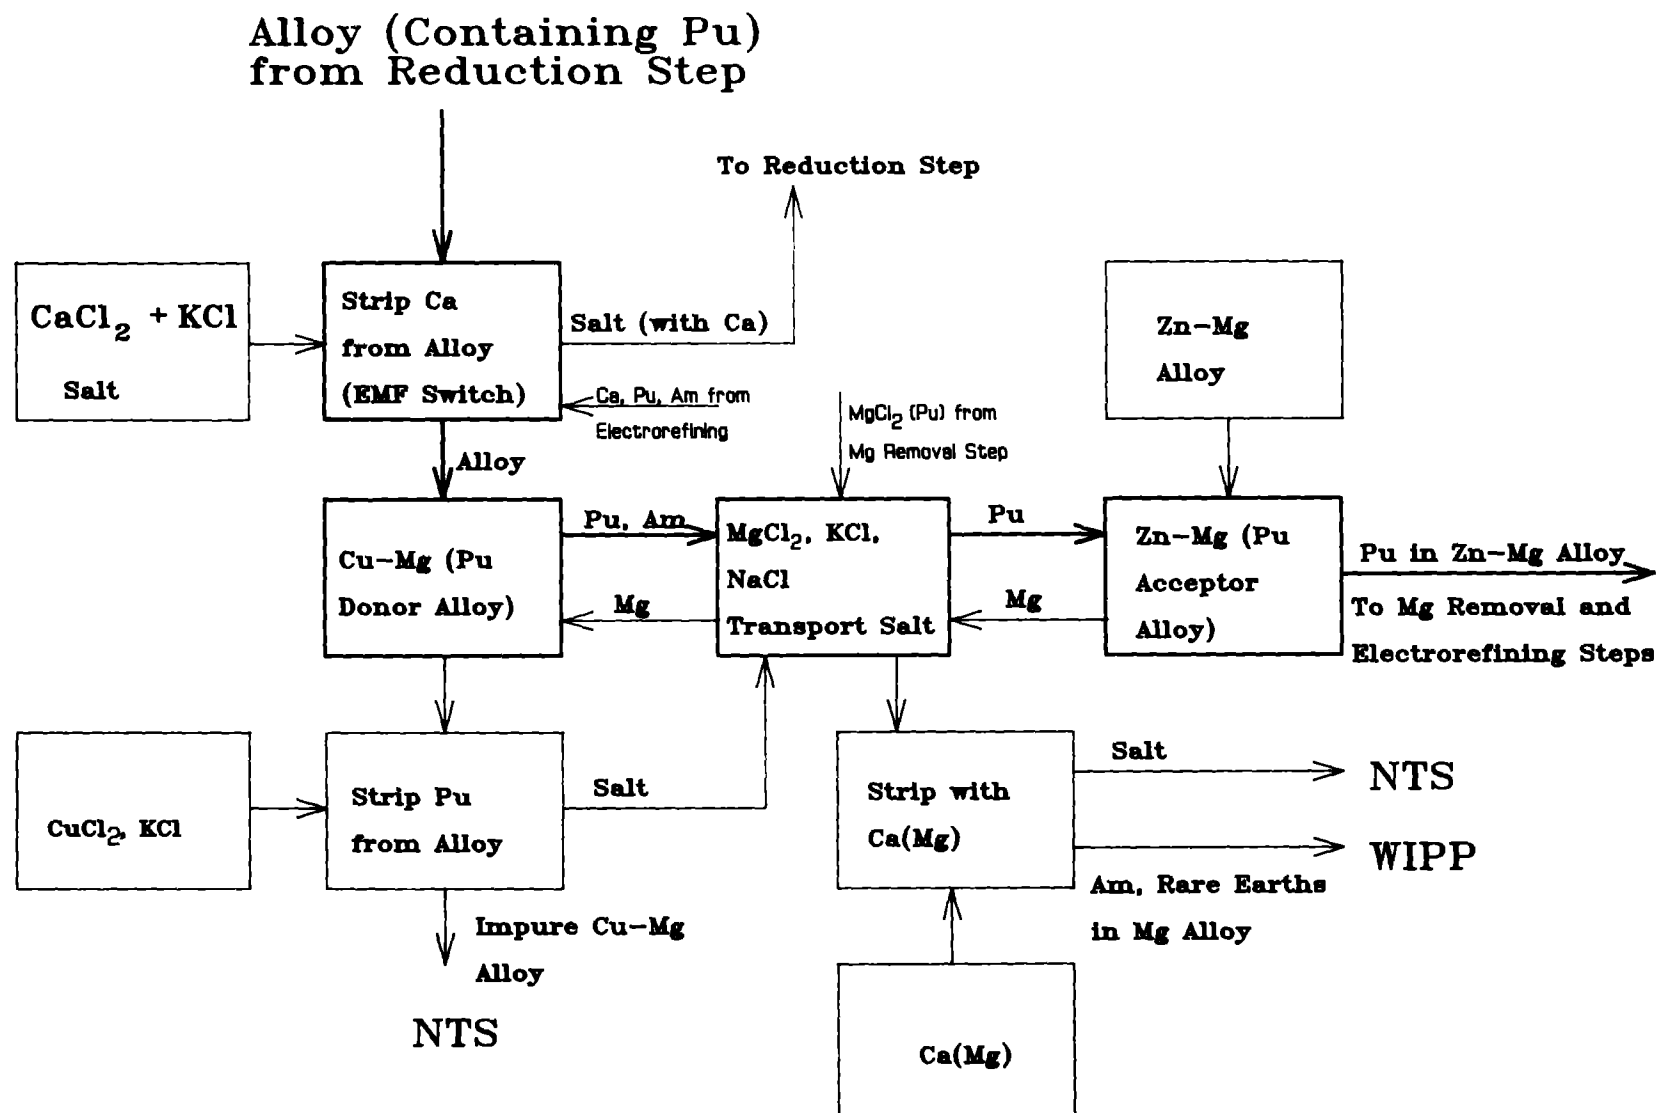 Alloy (Containing Pu)
from Reduction Step
To Reduction Step
CaCl₂ + KCl
Salt
Strip Ca
from Alloy
(EMF Switch)
Salt (with Ca)
Ca, Pu, Am from
Electrorefining
MgCl₂ (Pu) from
Mg Removal Step
Zn-Mg
Alloy
Alloy
Cu-Mg (Pu
Donor Alloy)
Pu, Am
Mg
MgCl₂, KCl,
NaCl
Transport Salt
Pu
Mg
Zn-Mg (Pu
Acceptor
Alloy)
Pu in Zn-Mg Alloy
To Mg Removal and
Electrorefining Steps
CuCl₂, KCl
Strip Pu
from Alloy
Salt
Strip with
Ca(Mg)
Salt
NTS
WIPP
Am, Rare Earths
in Mg Alloy
Impure Cu-Mg
Alloy
NTS
Ca(Mg)